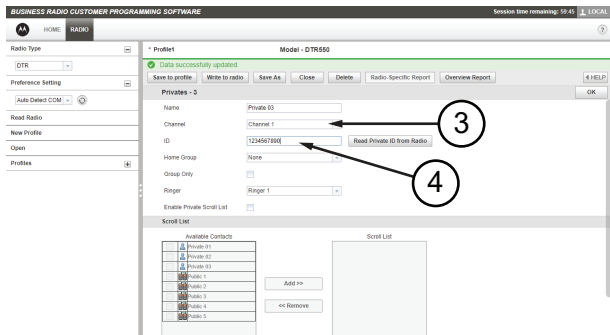 BUSINESS RADIO CUSTOMER PROGRAMMING SOFTWARE Session time remaining: 59:45 LOCAL
HOME RADIO ?
Radio Type
DTR
Preference Setting
Auto Detect COM
Read Radio
New Profile
Open
Profiles
* Profile1 Model - DTR550
Data successfully updated
Save to profile Write to radio Save As Close Delete Radio-Specific Report Overview Report HELP
Privates - 3 OK
Name Private 03
Channel Channel 1 3
ID 1234567890 Read Private ID from Radio
Home Group None
Group Only 4
Ringer Ringer 1
Enable Private Scroll List
Scroll List
Available Contacts Scroll List
Private 01
Private 02
Private 03
Public 1
Public 2
Public 3
Public 4
Public 5
Add >>
<< Remove